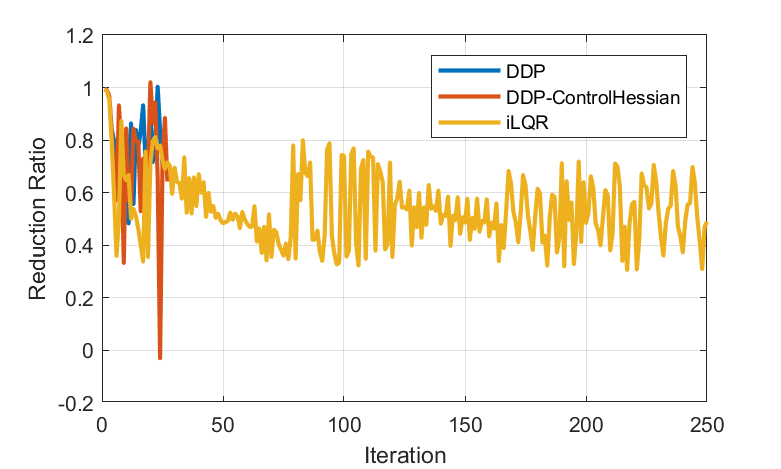 1.2
1
0.8
0.6
0.4
0.2
0
-0.2
Reduction Ratio
DDP
DDP-ControlHessian
iLQR
0 50 100 150 200 250
Iteration